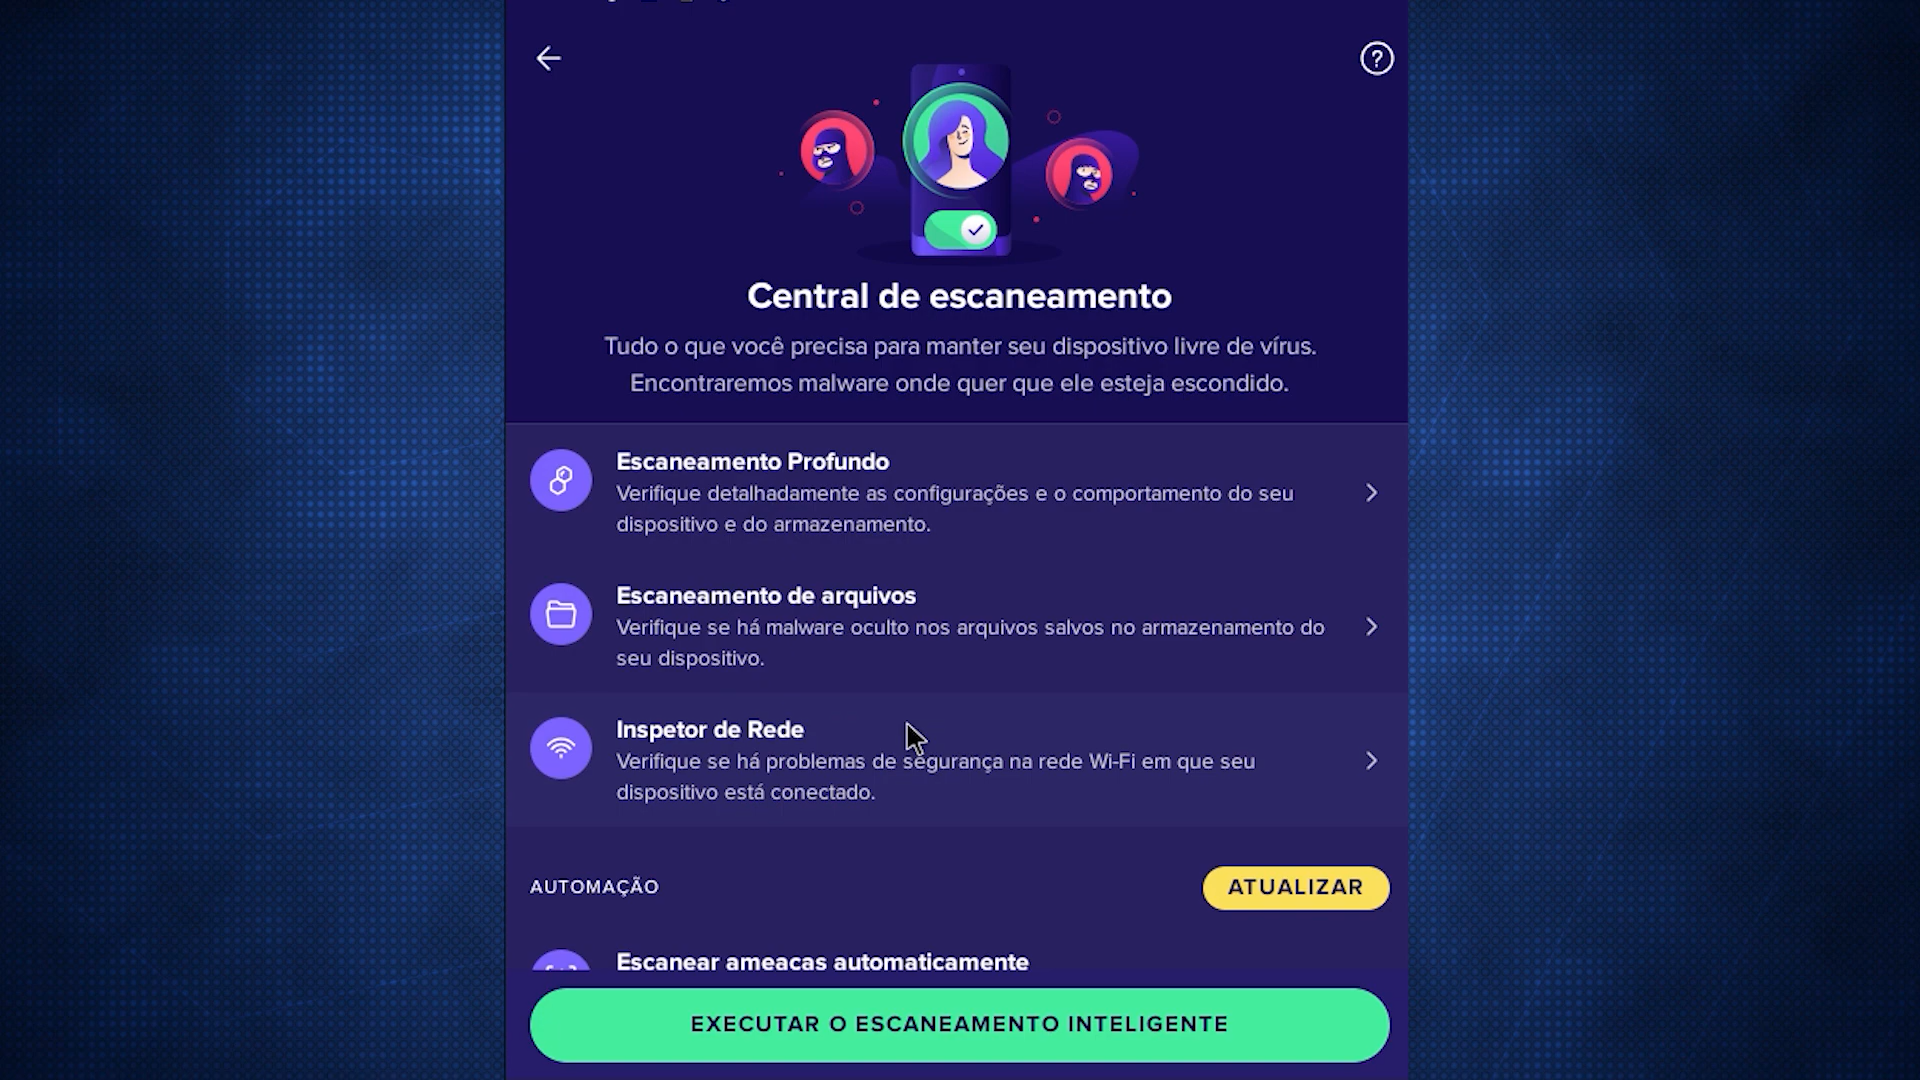 Central de escaneamento
Tudo o que você precisa para manter seu dispositivo livre de vírus.
Encontraremos malware onde quer que ele esteja escondido.
Escaneamento Profundo
Verifique detalhadamente as configurações e o comportamento do seu
dispositivo e do armazenamento.
Escaneamento de arquivos
Verifique se há malware oculto nos arquivos salvos no armazenamento do
seu dispositivo.
Inspetor de Rede
Verifique se há problemas de segurança na rede Wi-Fi em que seu
dispositivo está conectado.
AUTOMAÇÃO
ATUALIZAR
Escanear ameacas automaticamente
EXECUTAR O ESCANEAMENTO INTELIGENTE